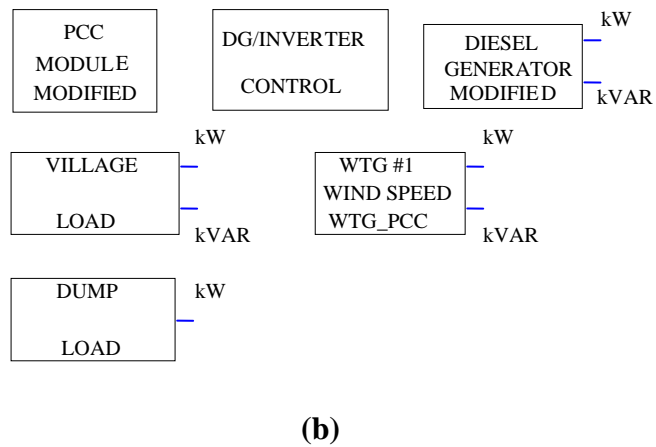 PCC
MODULE
MODIFIED
DG/INVERTER
CONTROL
DIESEL
GENERATOR
MODIFIED
kW
kVAR
VILLAGE
LOAD
kW
kVAR
WTG #1
WIND SPEED
WTG_PCC
kW
kVAR
DUMP
LOAD
kW
(b)